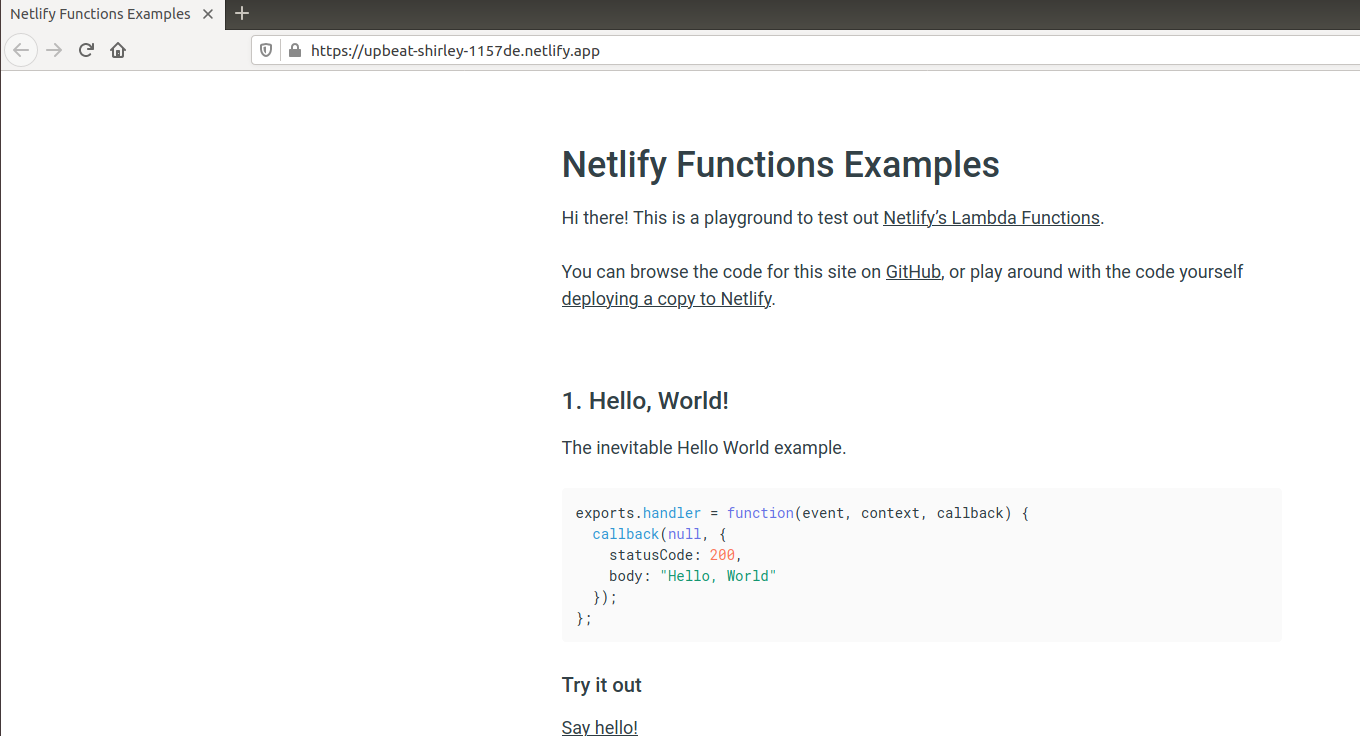 Netlify Functions Examples
https://upbeat-shirley-1157de.netlify.app
Netlify Functions Examples
Hi there! This is a playground to test out Netlify’s Lambda Functions.
You can browse the code for this site on GitHub, or play around with the code yourself
deploying a copy to Netlify.
1. Hello, World!
The inevitable Hello World example.
exports.handler = function(event, context, callback) {
  callback(null, {
    statusCode: 200,
    body: "Hello, World"
  });
};
Try it out
Say hello!